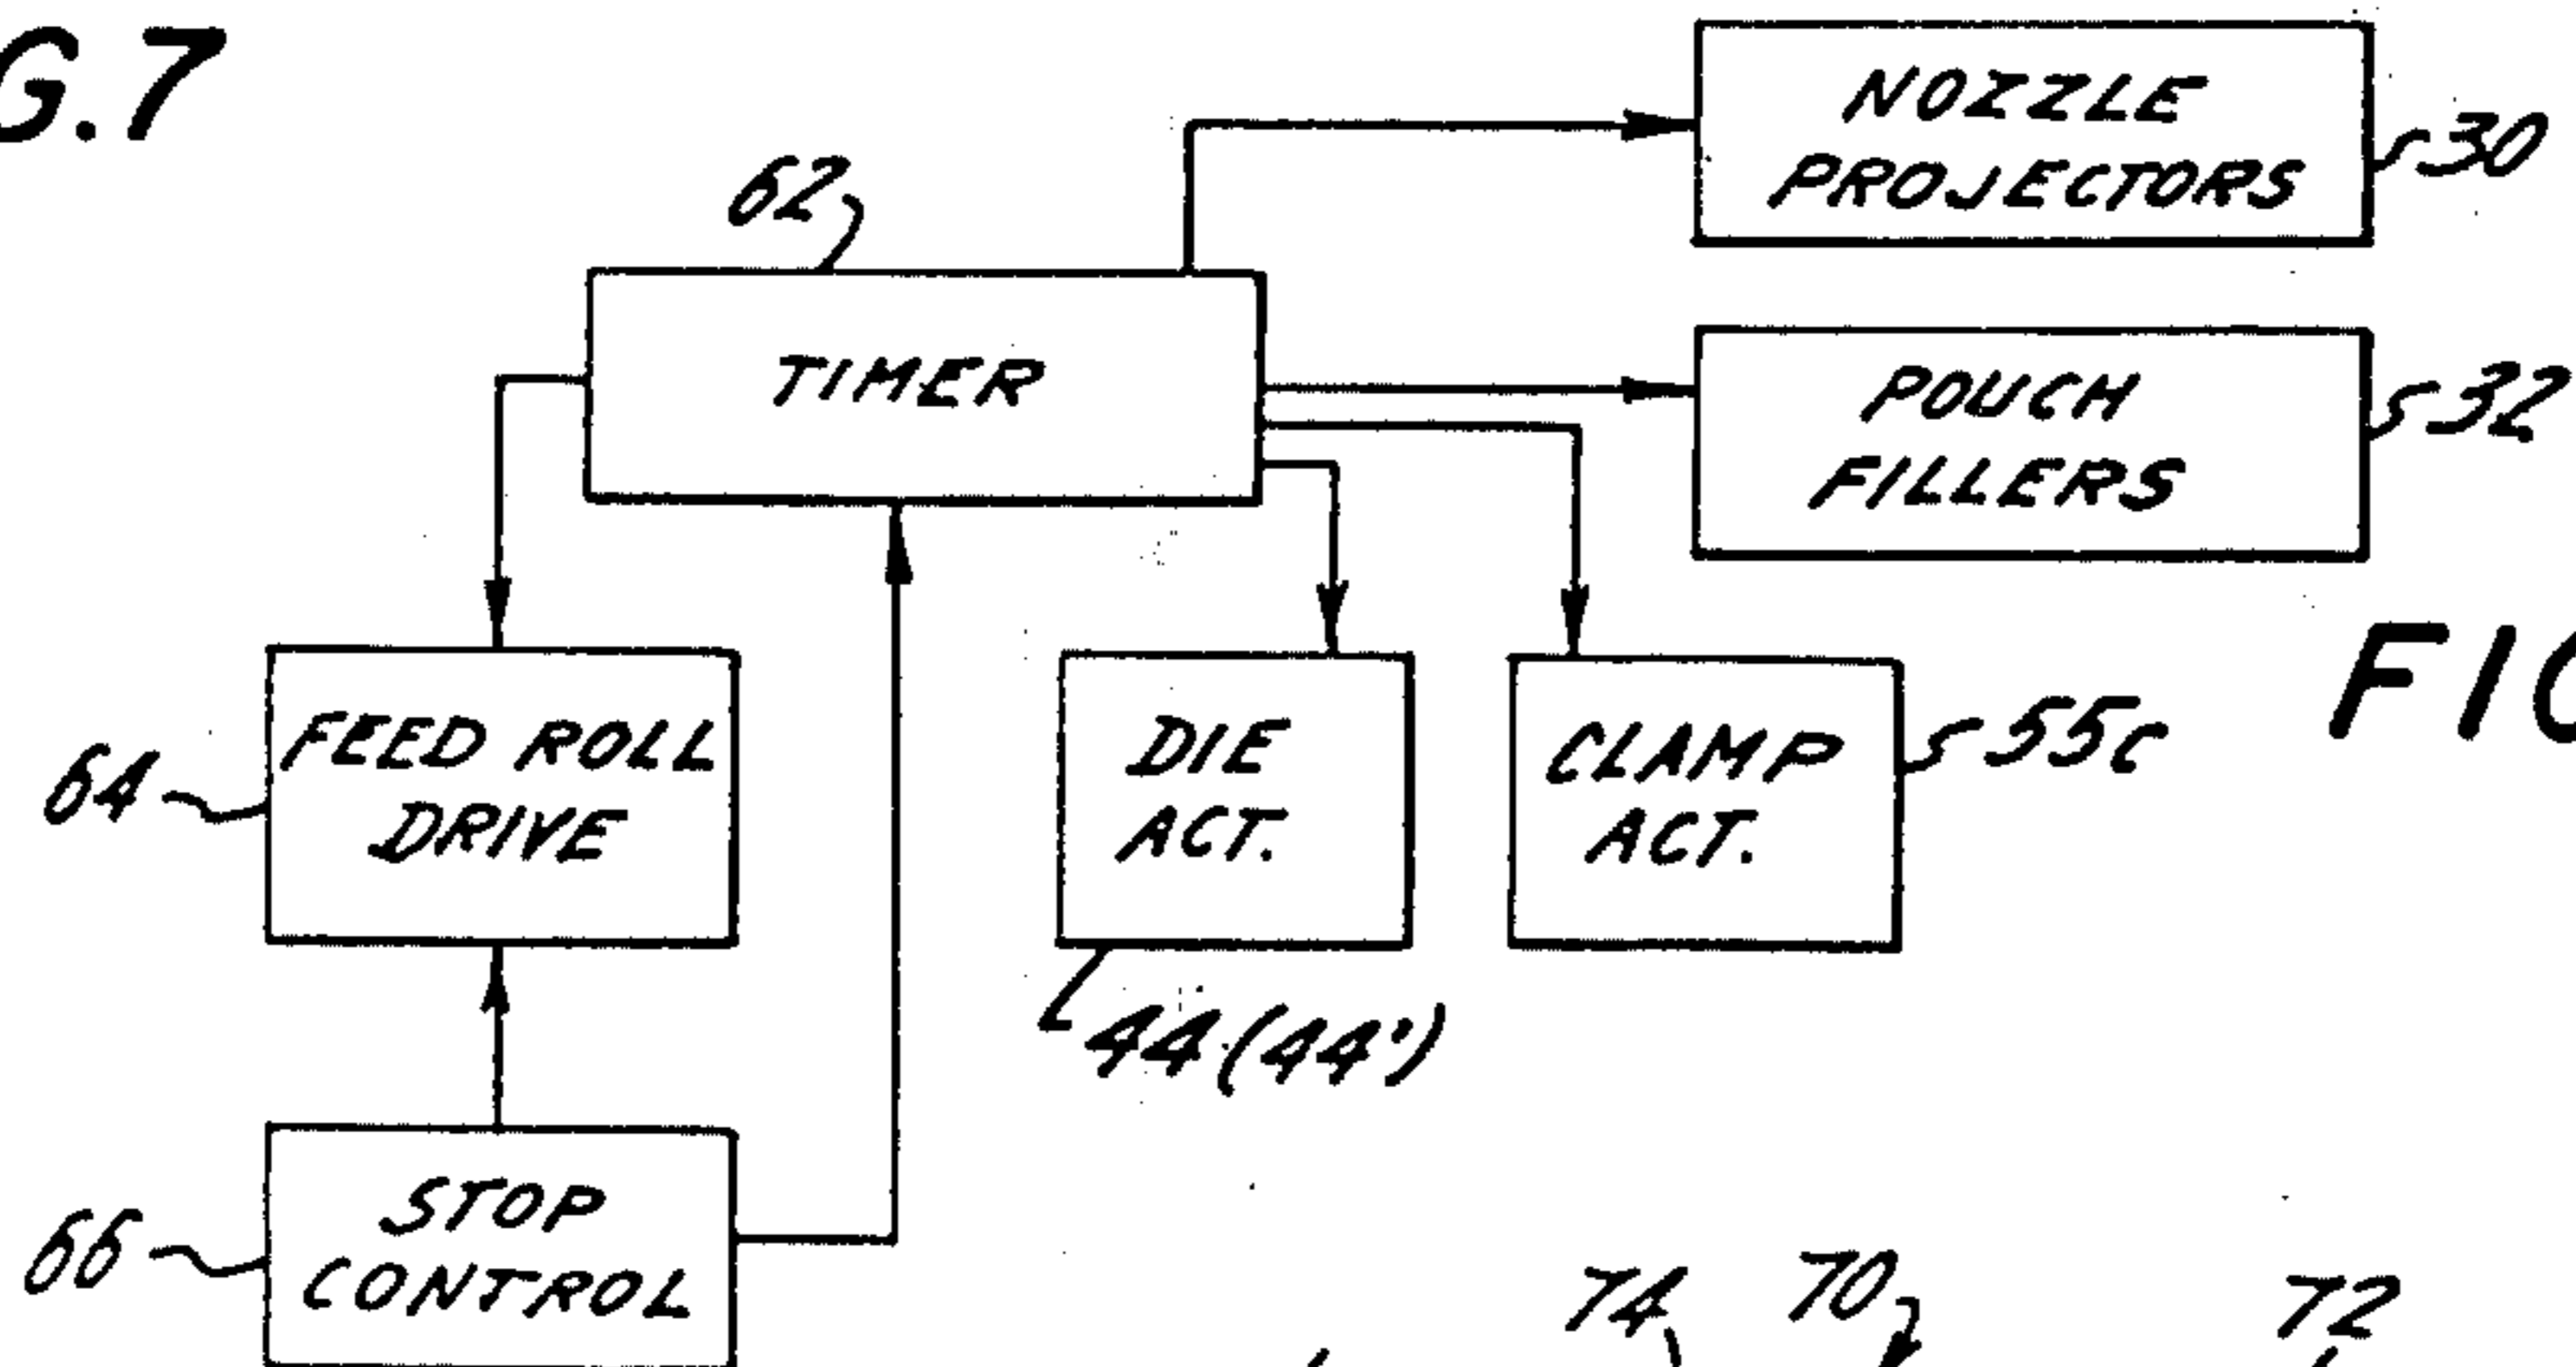 G.7
NOZZLE
PROJECTORS
30
62
TIMER
POUCH
FILLERS
32
FIG
64
FEED ROLL
DRIVE
DIE
ACT.
CLAMP
ACT.
55c
44(44')
66
STOP
CONTROL
74
70
72